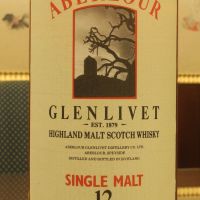 ABERLOUR
GLENLIVET
EST. 1879
HIGHLAND MALT SCOTCH WHISKY
ABERLOUR GLENLIVET DISTILLERY CO. LTD.
ABERLOUR, SPEYSIDE
DISTILLED AND BOTTLED IN SCOTLAND
SINGLE MALT
12